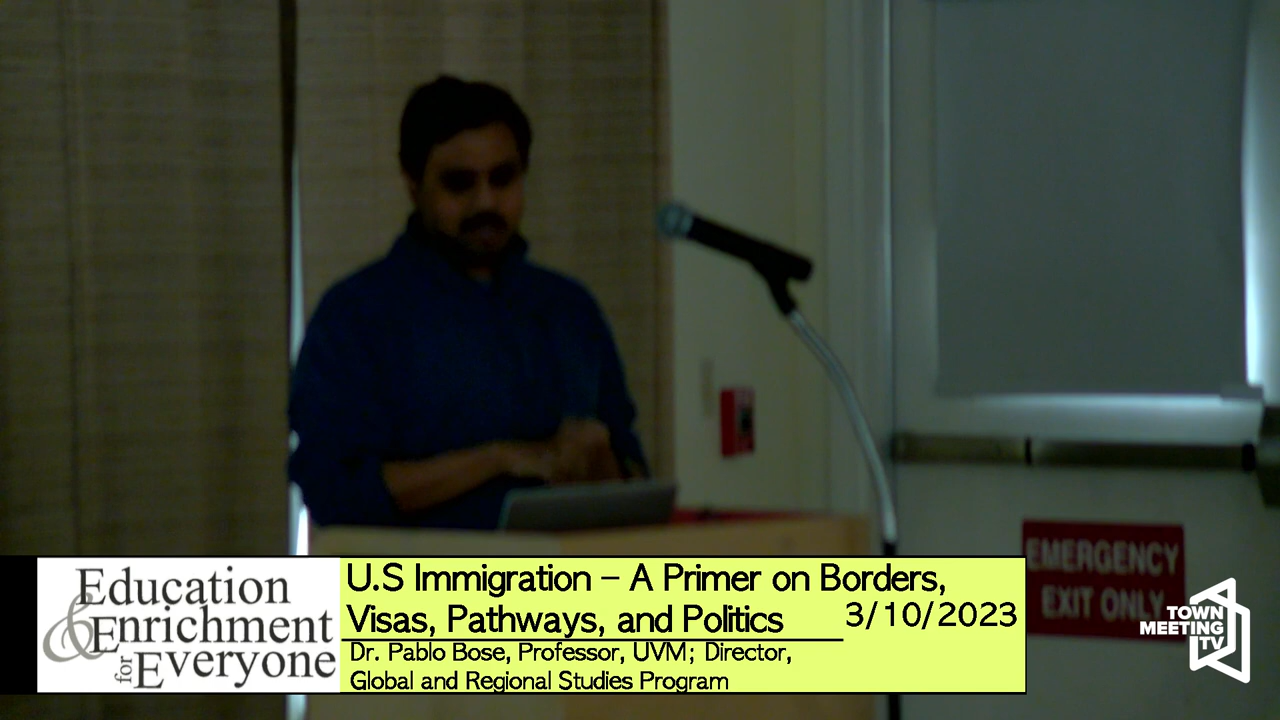 EMERGENCY
EXIT ONLY
Education
& Enrichment
for Everyone
U.S Immigration – A Primer on Borders,
Visas, Pathways, and Politics
3/10/2023
Dr. Pablo Bose, Professor, UVM; Director,
Global and Regional Studies Program
TOWN
MEETING
TV